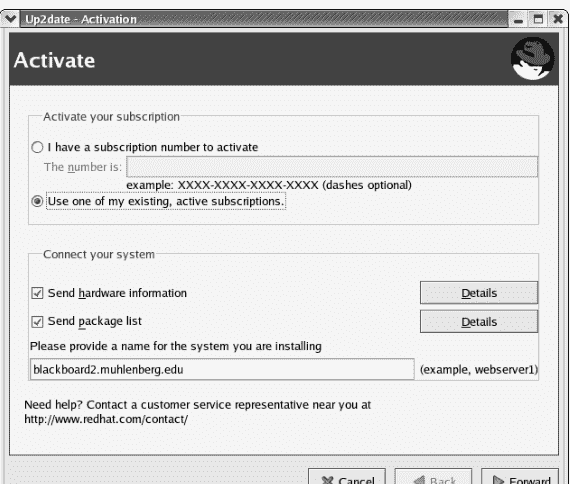 Up2date - Activation
Activate
Activate your subscription
I have a subscription number to activate
The number is:
example: XXXX-XXXX-XXXX-XXXX (dashes optional)
Use one of my existing, active subscriptions.
Connect your system
Send hardware information
Details
Send package list
Details
Please provide a name for the system you are installing
blackboard2.muhlenberg.edu
(example, webserver1)
Need help? Contact a customer service representative near you at
http://www.redhat.com/contact/
Cancel
Back
Forward